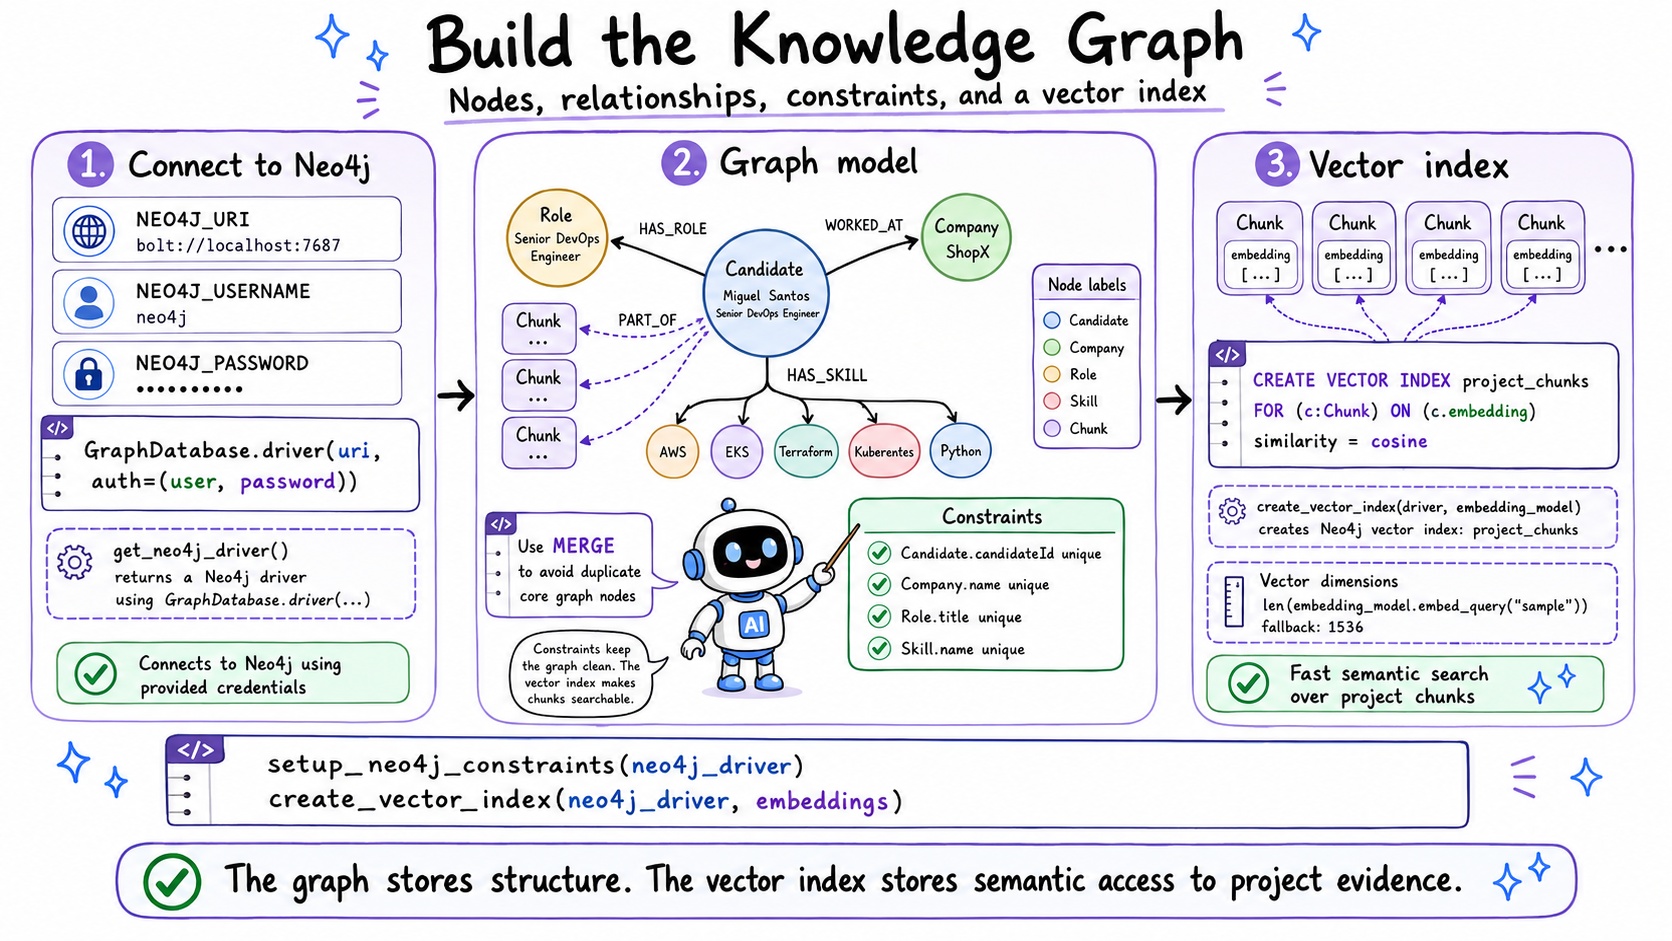 Build the Knowledge Graph
Nodes, relationships, constraints, and a vector index
1. Connect to Neo4j
NEO4J_URI
bolt://localhost:7687
NEO4J_USERNAME
neo4j
NEO4J_PASSWORD
••••••••••
</>
GraphDatabase.driver(uri,
auth=(user, password))
get_neo4j_driver()
returns a Neo4j driver
using GraphDatabase.driver(...)
Connects to Neo4j using
provided credentials
2. Graph model
Role
Senior DevOps
Engineer
HAS_ROLE
WORKED_AT
Company
ShopX
Candidate
Miguel Santos
Senior DevOps Engineer
PART_OF
Chunk
...
Chunk
...
Chunk
...
HAS_SKILL
AWS
EKS
Terraform
Kuberentes
Python
Node labels
Candidate
Company
Role
Skill
Chunk
</>
Use MERGE
to avoid duplicate
core graph nodes
Constraints keep
the graph clean. The
vector index makes
chunks searchable.
AI
Constraints
Candidate.candidateId unique
Company.name unique
Role.title unique
Skill.name unique
3. Vector index
Chunk
embedding
[...]
Chunk
embedding
[...]
Chunk
embedding
[...]
Chunk
embedding
[...]
...
</>
CREATE VECTOR INDEX project_chunks
FOR (c:Chunk) ON (c.embedding)
similarity = cosine
create_vector_index(driver, embedding_model)
creates Neo4j vector index: project_chunks
Vector dimensions
len(embedding_model.embed_query("sample"))
fallback: 1536
Fast semantic search
over project chunks
</>
setup_neo4j_constraints(neo4j_driver)
create_vector_index(neo4j_driver, embeddings)
The graph stores structure. The vector index stores semantic access to project evidence.